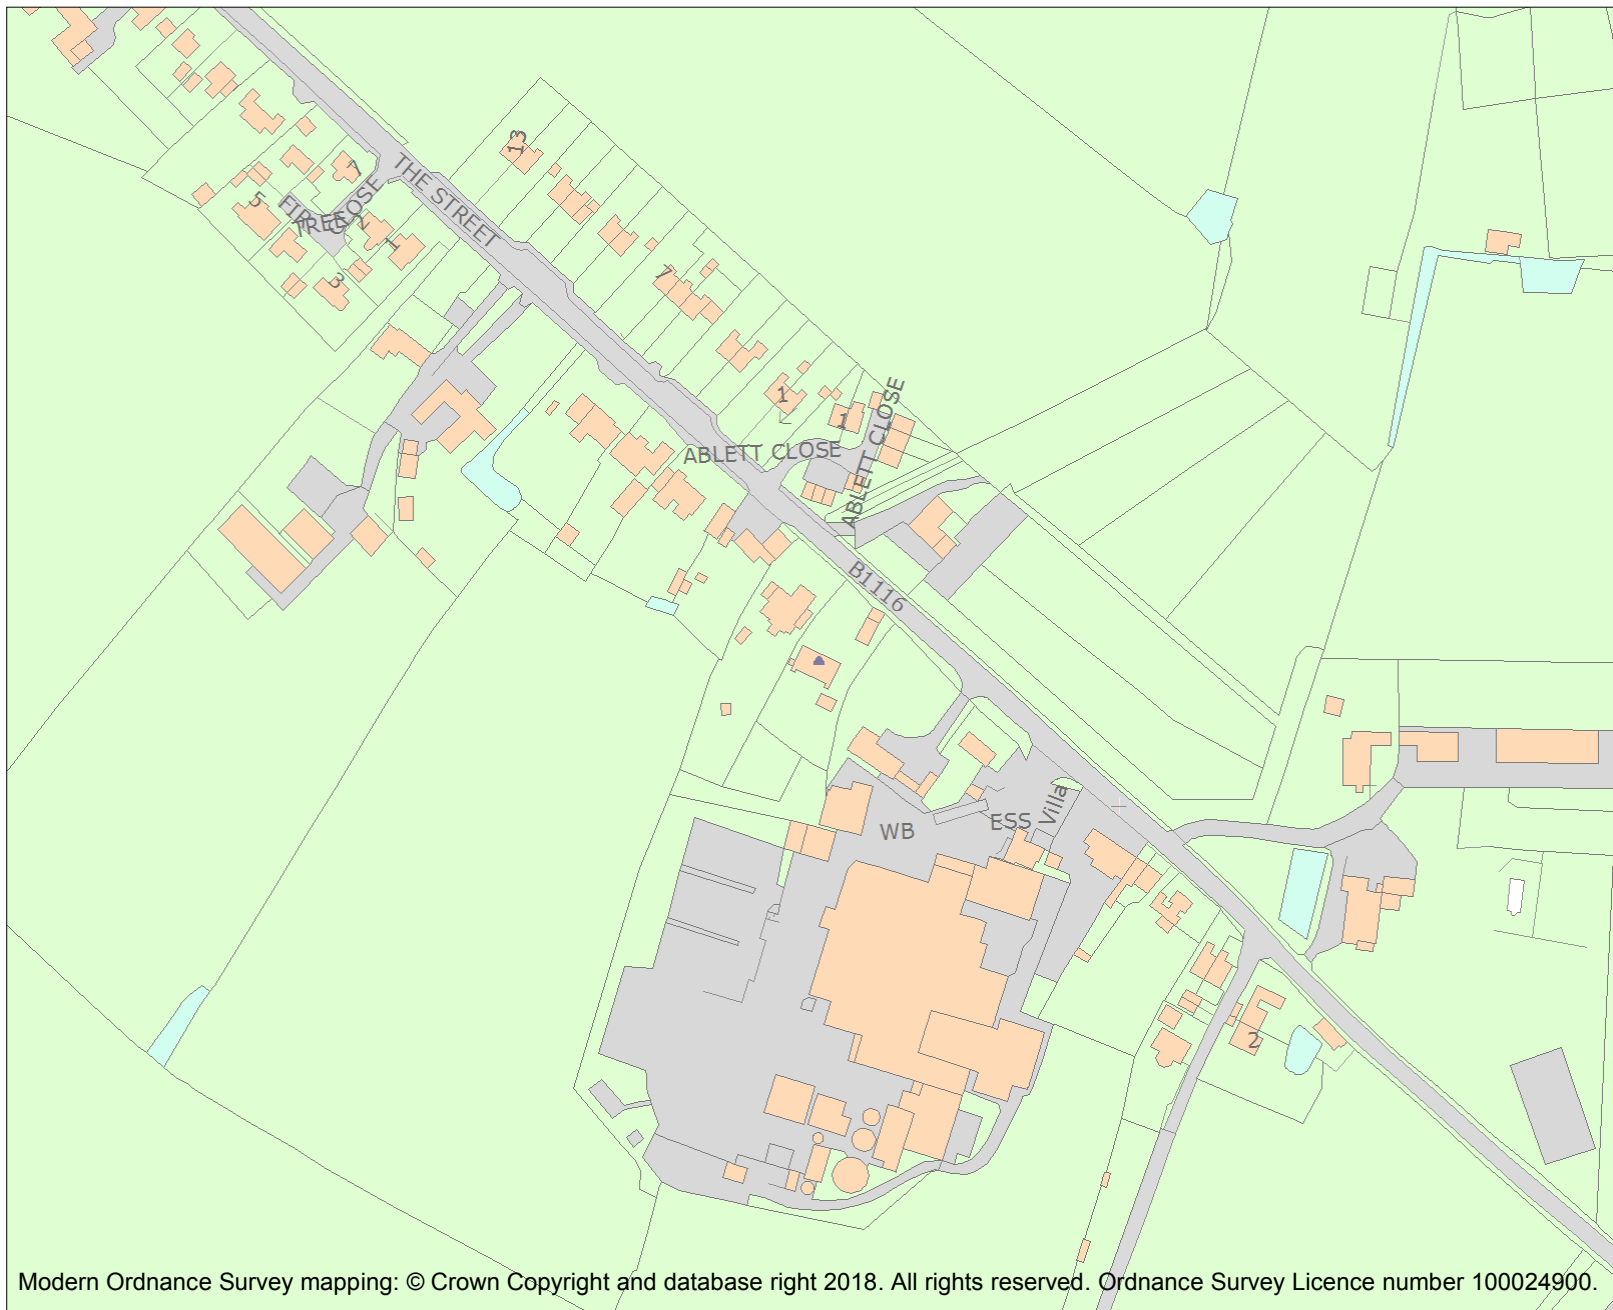 13
THE STREET
7
5
FIR
TREE
CLOSE
2
1
3
7
1
1
ABLETT CLOSE
ABLETT CLOSE
B1116
Villa
ESS
WB
2
Modern Ordnance Survey mapping: © Crown Copyright and database right 2018. All rights reserved. Ordnance Survey Licence number 100024900.